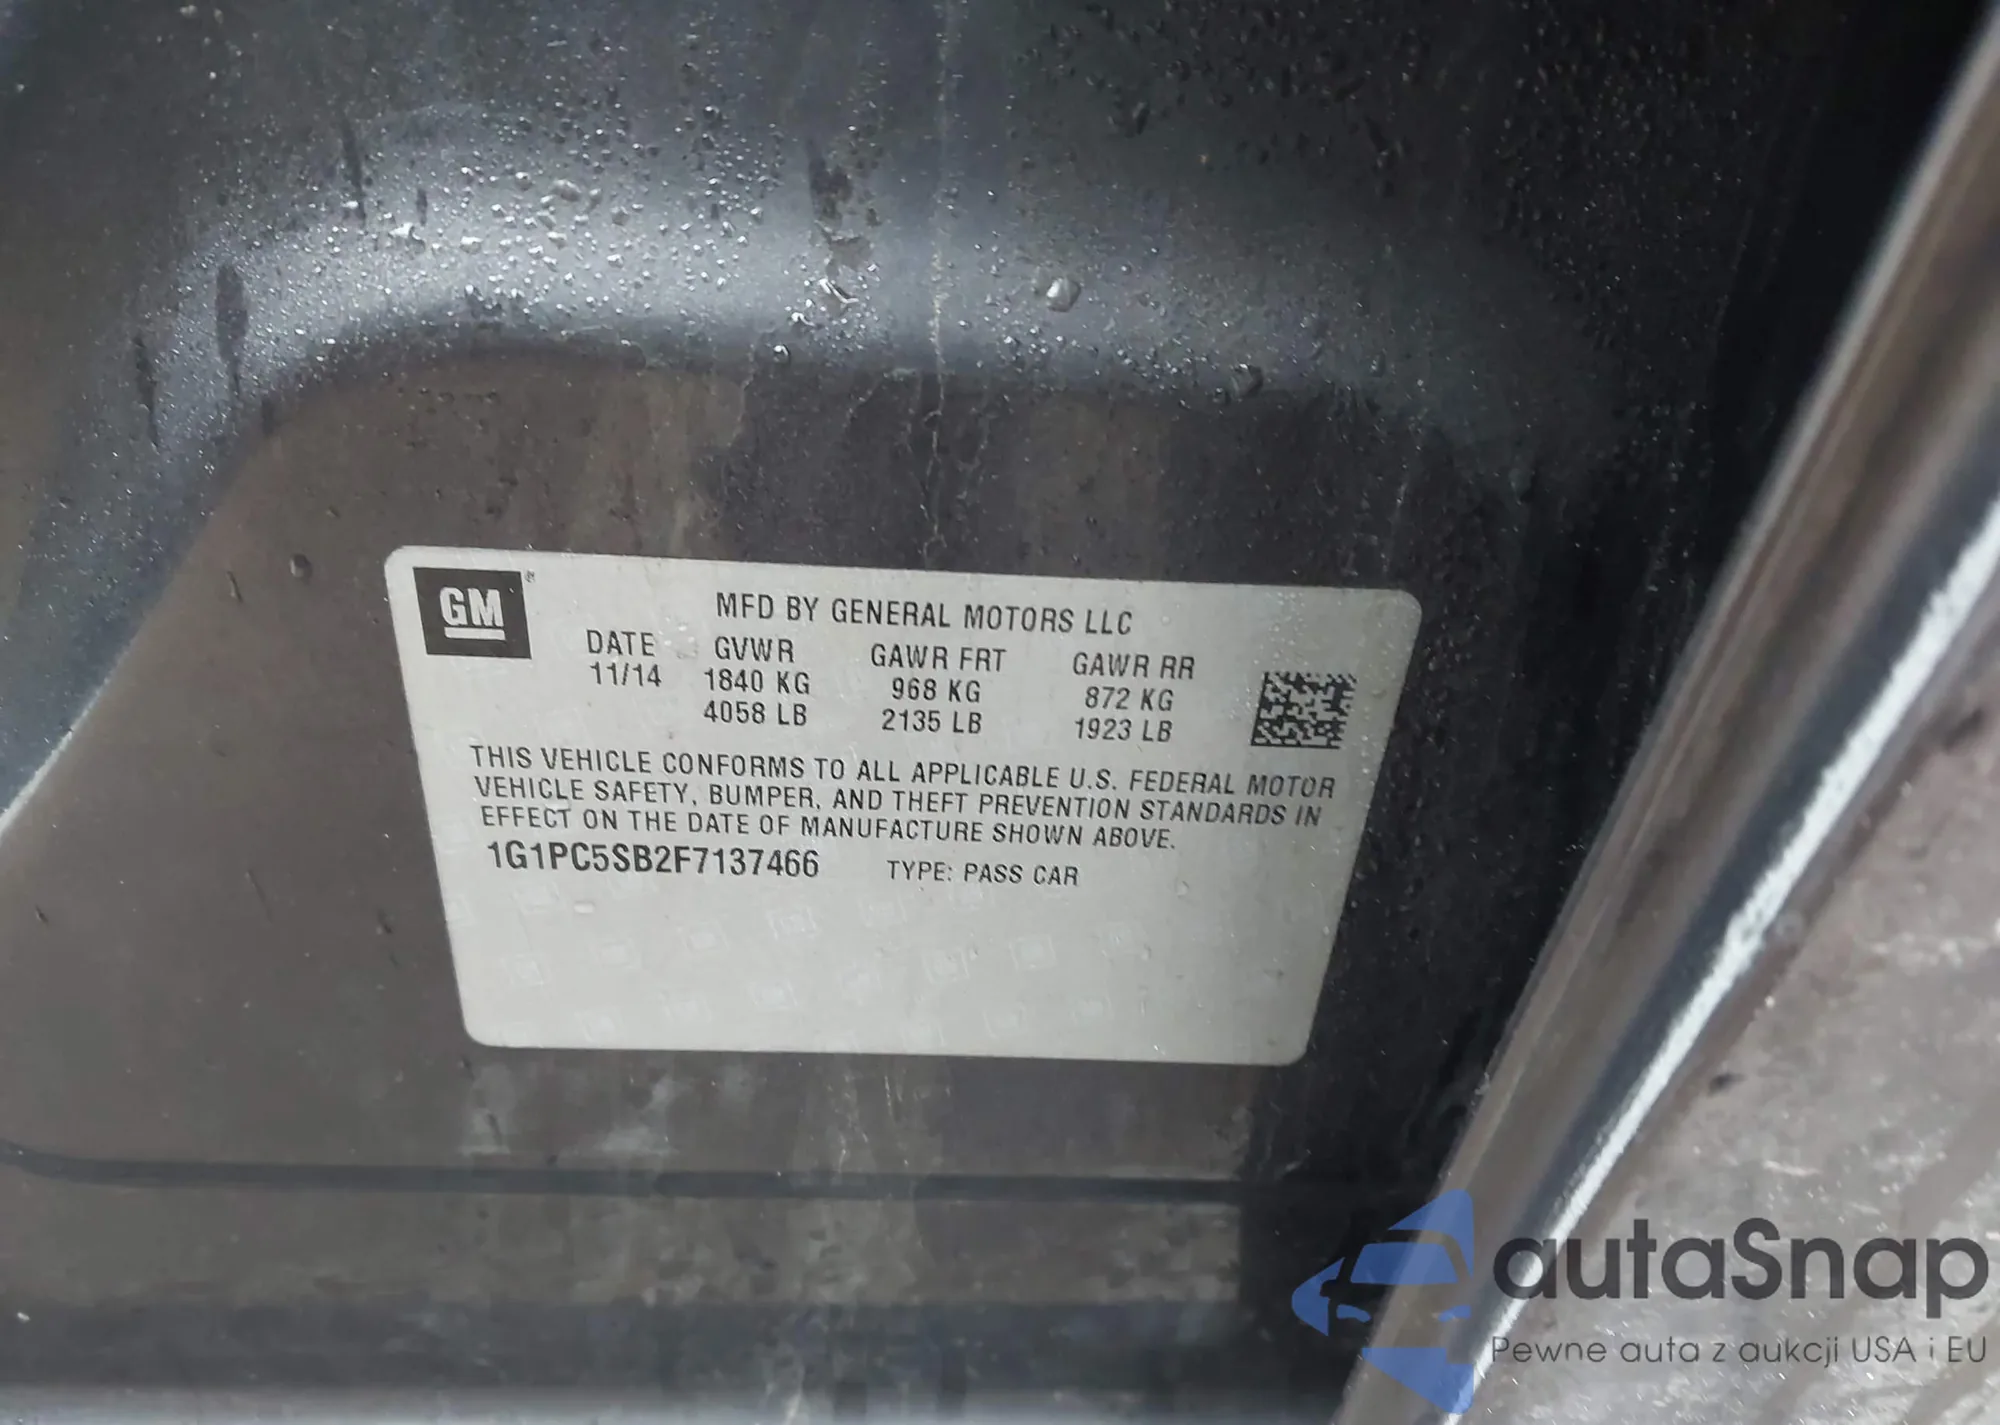 GM
MFD BY GENERAL MOTORS LLC
DATE GVWR GAWR FRT GAWR RR
11/14 1840 KG 968 KG 872 KG
4058 LB 2135 LB 1923 LB
THIS VEHICLE CONFORMS TO ALL APPLICABLE U.S. FEDERAL MOTOR
VEHICLE SAFETY, BUMPER, AND THEFT PREVENTION STANDARDS IN
EFFECT ON THE DATE OF MANUFACTURE SHOWN ABOVE.
1G1PC5SB2F7137466 TYPE: PASS CAR
autaSnap
Pewne auta z aukcji USA i EU